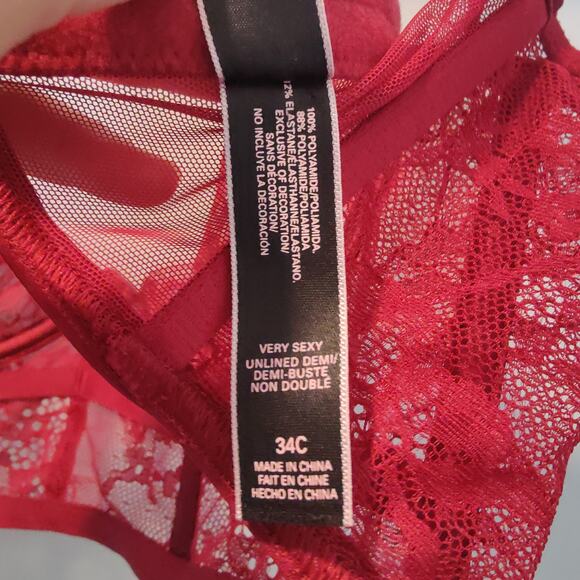 100% POLYAMIDE/POLIAMIDA.
88% POLYAMIDE/POLIAMIDA
12% ELASTANE/ÉLASTHANNE/ELASTANO.
EXCLUSIVE OF DECORATION/
SANS DÉCORATION/
NO INCLUYE LA DECORACIÓN
VERY SEXY
UNLINED DEMI/
DEMI-BUSTE
NON DOUBLÉ
34C
MADE IN CHINA
FAIT EN CHINE
HECHO EN CHINA